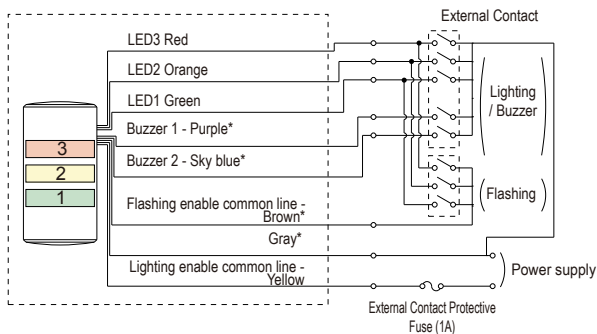 External Contact
LED3 Red
LED2 Orange
LED1 Green
Buzzer 1 - Purple*
Buzzer 2 - Sky blue*
Lighting
/ Buzzer
3
2
1
Flashing enable common line -
Brown*
(Flashing)
Gray*
Lighting enable common line -
Yellow
Power supply
External Contact Protective
Fuse (1A)